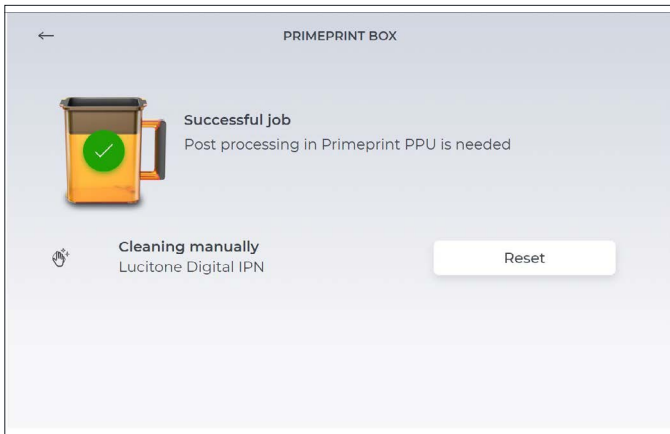 PRIMEPRINT BOX
Successful job
Post processing in Primeprint PPU is needed
Cleaning manually
Lucitone Digital IPN
Reset